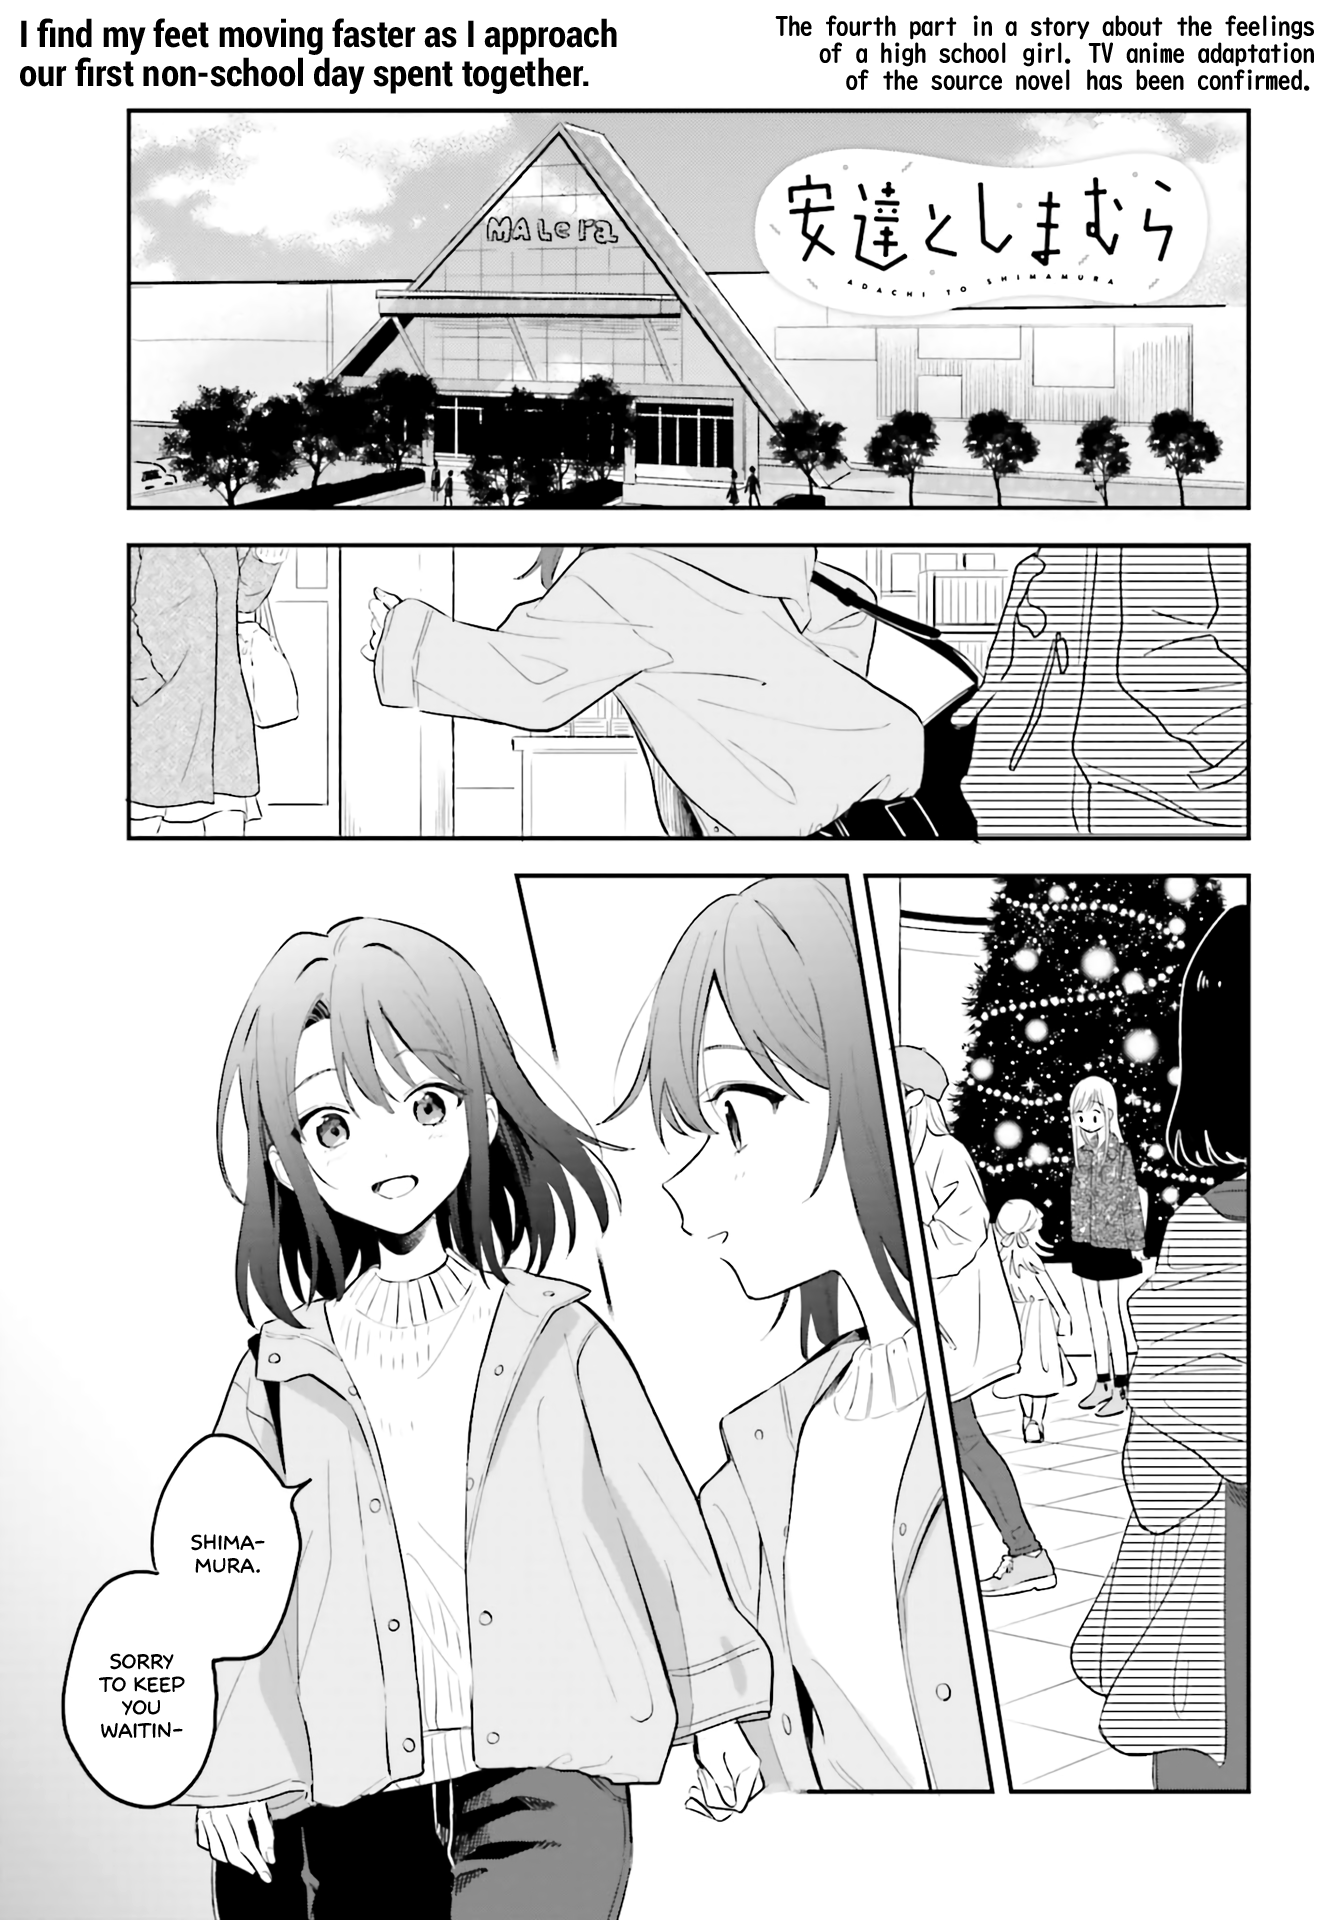 I find my feet moving faster as I approach
our first non-school day spent together.
The fourth part in a story about the feelings
of a high school girl. TV anime adaptation
of the source novel has been confirmed.
MALera
安達としまむら
ADACHI TO SHIMAMURA
SHIMA-
MURA.
SORRY
TO KEEP
YOU
WAITIN-